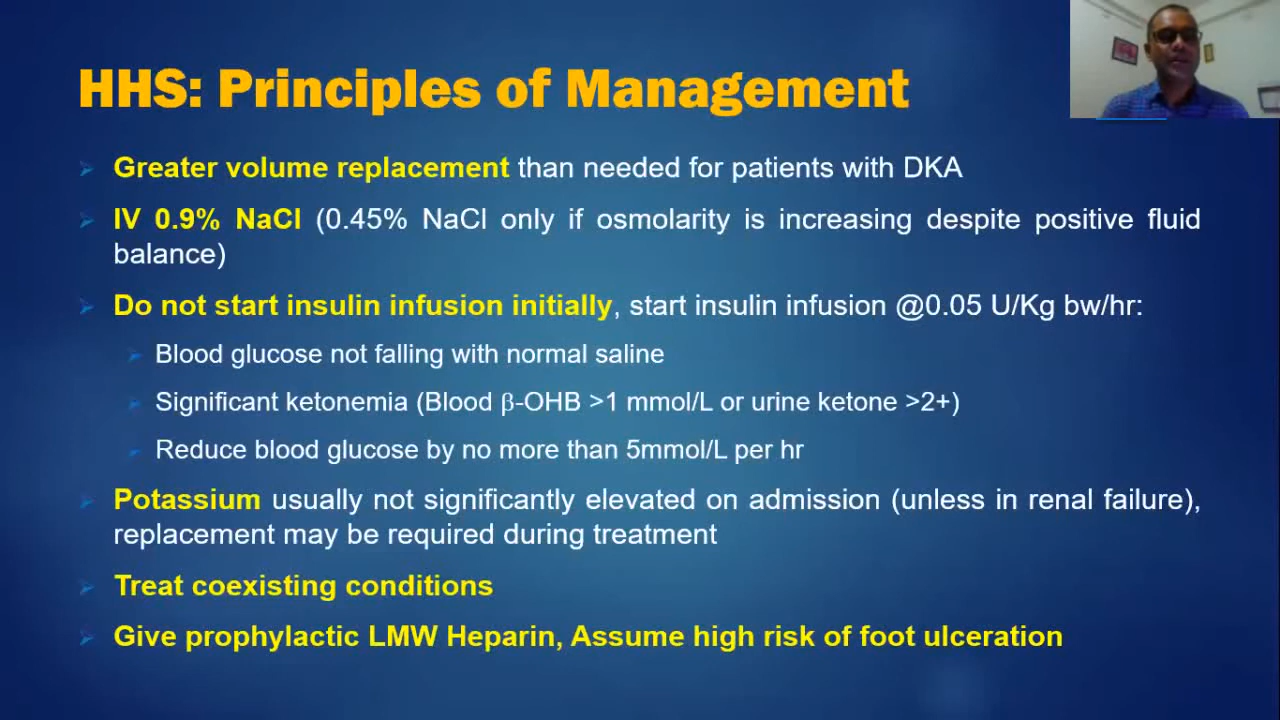 HHS: Principles of Management
Greater volume replacement than needed for patients with DKA
IV 0.9% NaCl (0.45% NaCl only if osmolarity is increasing despite positive fluid
balance)
Do not start insulin infusion initially, start insulin infusion @0.05 U/Kg bw/hr:
Blood glucose not falling with normal saline
Significant ketonemia (Blood β-OHB >1 mmol/L or urine ketone >2+)
Reduce blood glucose by no more than 5mmol/L per hr
Potassium usually not significantly elevated on admission (unless in renal failure),
replacement may be required during treatment
Treat coexisting conditions
Give prophylactic LMW Heparin, Assume high risk of foot ulceration